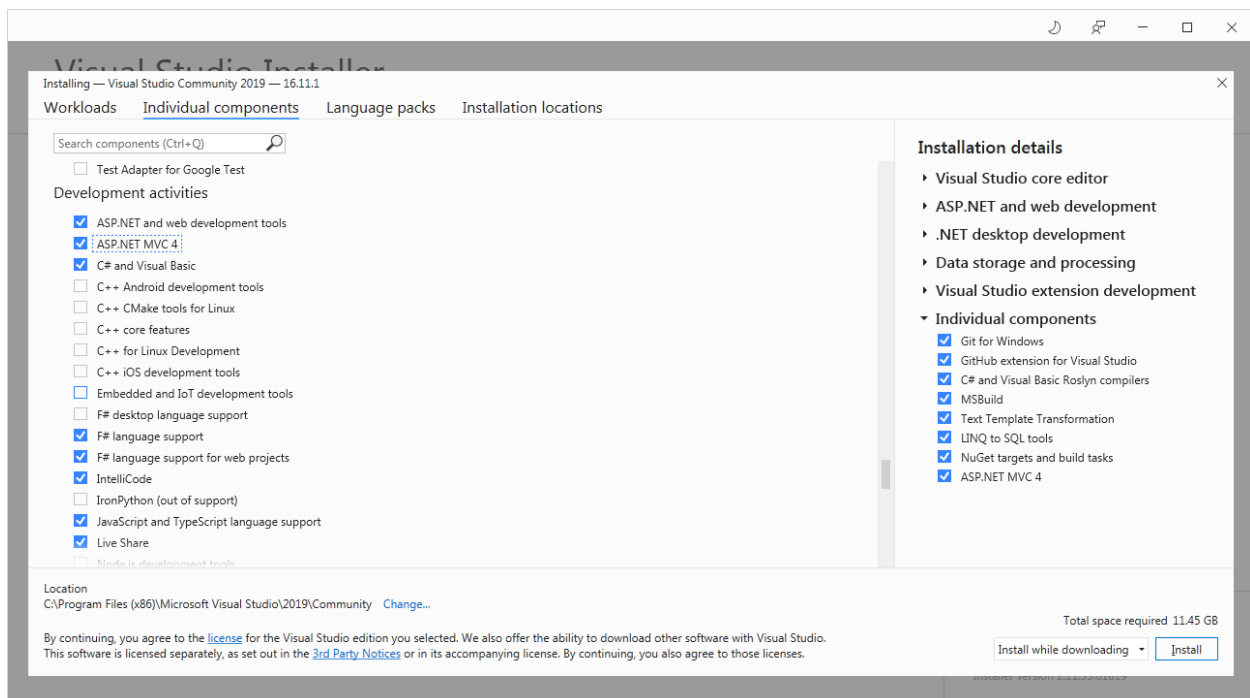 Visual Studio Installer
Installing — Visual Studio Community 2019 — 16.11.1
Workloads Individual components Language packs Installation locations
Search components (Ctrl+Q)
Test Adapter for Google Test
Development activities
ASP.NET and web development tools
ASP.NET MVC 4
C# and Visual Basic
C++ Android development tools
C++ CMake tools for Linux
C++ core features
C++ for Linux Development
C++ iOS development tools
Embedded and IoT development tools
F# desktop language support
F# language support
F# language support for web projects
IntelliCode
IronPython (out of support)
JavaScript and TypeScript language support
Live Share
Node.js development tools
Installation details
Visual Studio core editor
ASP.NET and web development
.NET desktop development
Data storage and processing
Visual Studio extension development
Individual components
Git for Windows
GitHub extension for Visual Studio
C# and Visual Basic Roslyn compilers
MSBuild
Text Template Transformation
LINQ to SQL tools
NuGet targets and build tasks
ASP.NET MVC 4
Location
C:\Program Files (x86)\Microsoft Visual Studio\2019\Community Change...
By continuing, you agree to the license for the Visual Studio edition you selected. We also offer the ability to download other software with Visual Studio.
This software is licensed separately, as set out in the 3rd Party Notices or in its accompanying license. By continuing, you also agree to those licenses.
Total space required 11.45 GB
Install while downloading Install